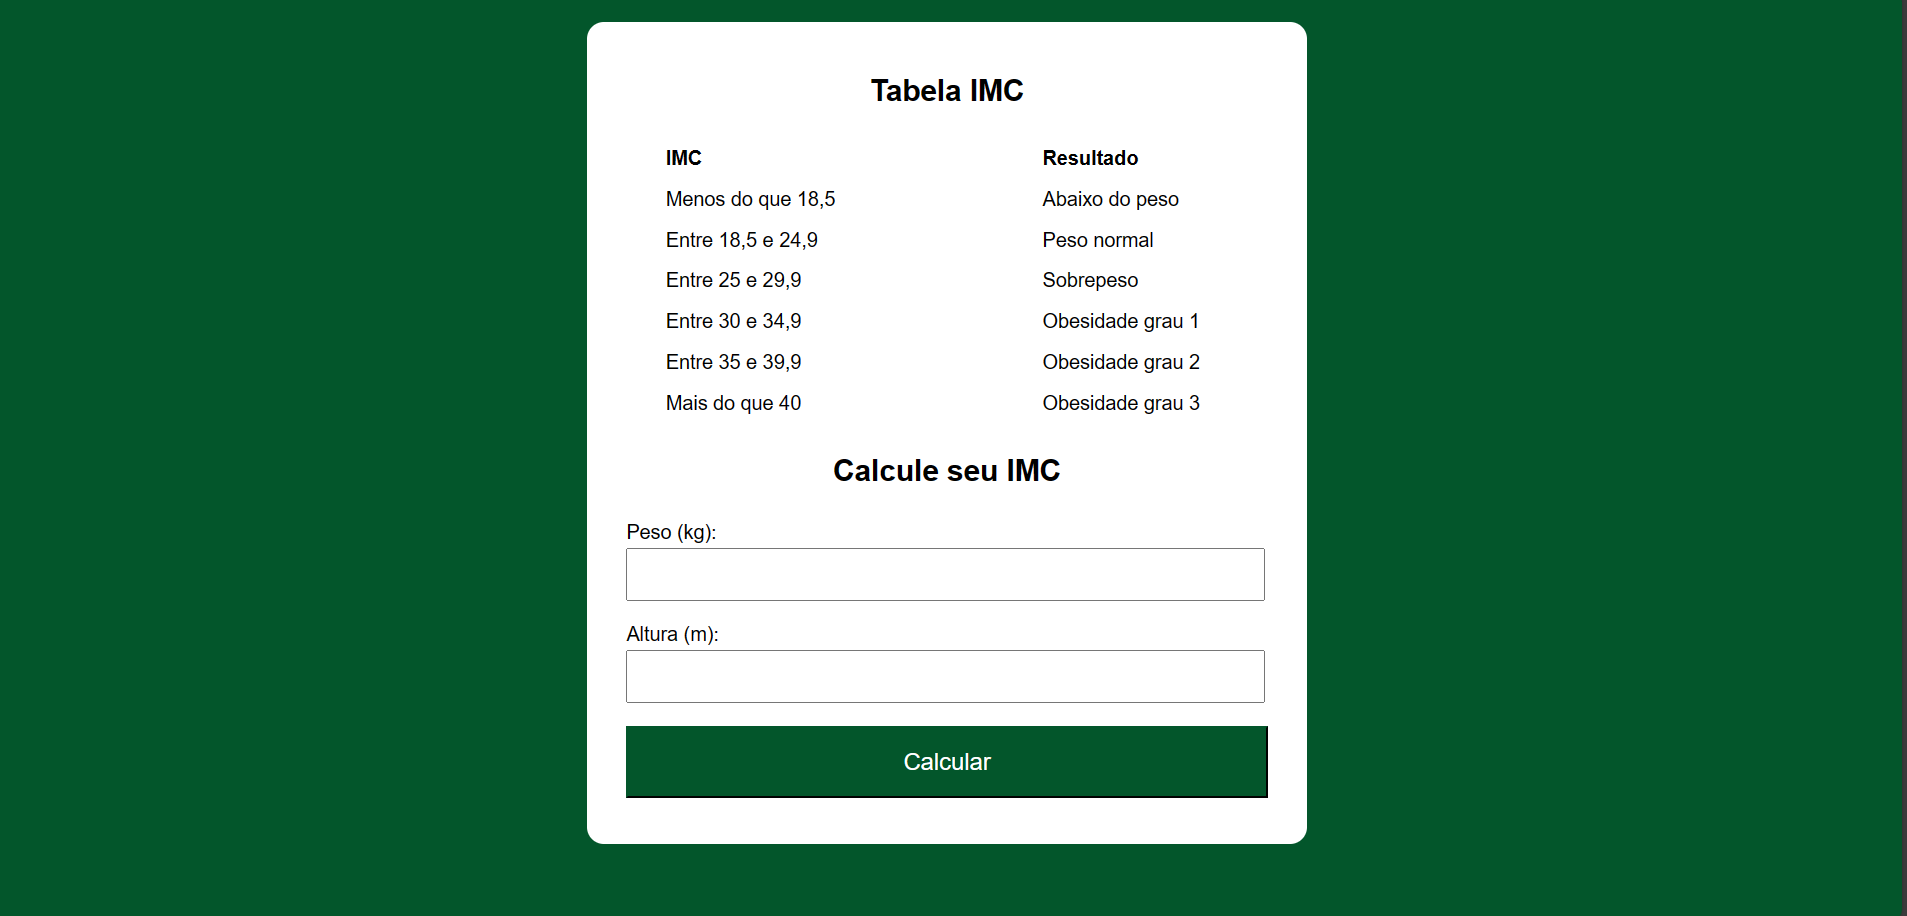 Tabela IMC
IMC Resultado
Menos do que 18,5 Abaixo do peso
Entre 18,5 e 24,9 Peso normal
Entre 25 e 29,9 Sobrepeso
Entre 30 e 34,9 Obesidade grau 1
Entre 35 e 39,9 Obesidade grau 2
Mais do que 40 Obesidade grau 3
Calcule seu IMC
Peso (kg):
Altura (m):
Calcular